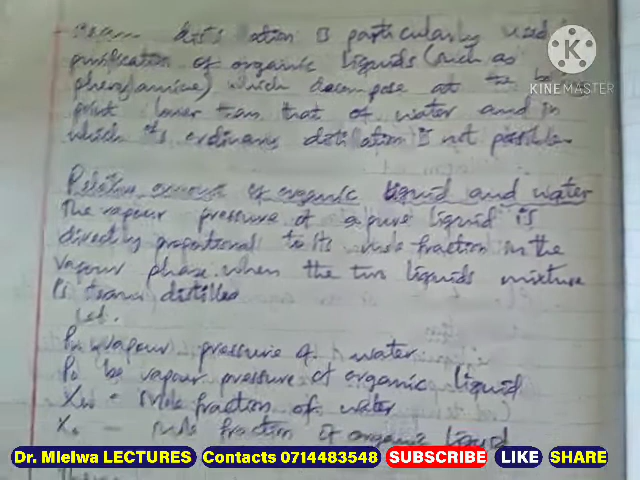 Steam distillation is particularly used in
purification of organic liquids (such as
phenylamine) which decompose at the boiling
point lower than that of water and in
which its ordinary distillation is not possible
KINEMASTER
Relative amount of organic liquid and water
The vapour pressure of a pure liquid is
directly proportional to its mole fraction in the
vapour phase when the two liquids mixture
is steam distilled
Let.
Pw vapour pressure of water
Po be vapour pressure of organic liquid
Xw = mole fraction of water
Xo - mole fraction of organic liquid
Dr. Mlelwa LECTURES Contacts 0714483548 SUBSCRIBE LIKE SHARE